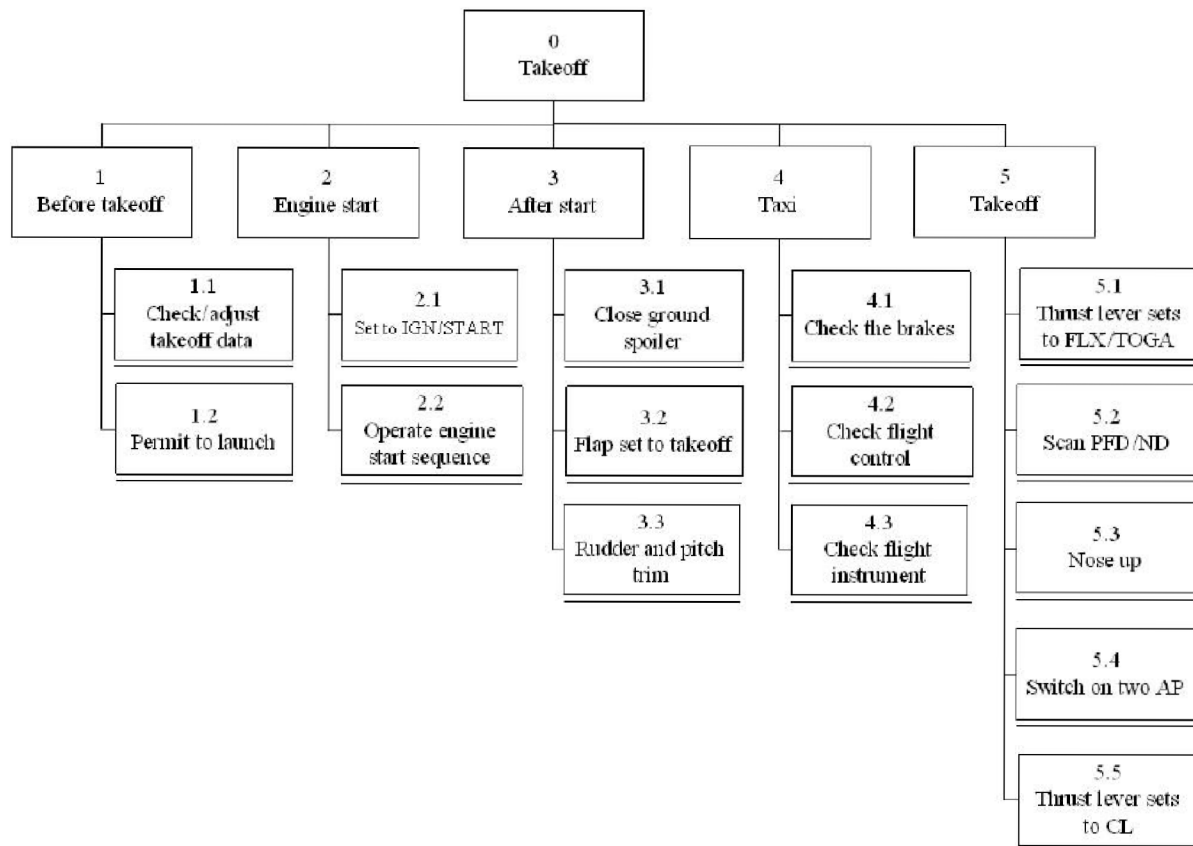 0
Takeoff
1
Before takeoff
2
Engine start
3
After start
4
Taxi
5
Takeoff
1.1
Check/adjust
takeoff data
1.2
Permit to launch
2.1
Set to IGN/START
2.2
Operate engine
start sequence
3.1
Close ground
spoiler
3.2
Flap set to takeoff
3.3
Rudder and pitch
trim
4.1
Check the brakes
4.2
Check flight
control
4.3
Check flight
instrument
5.1
Thrust lever sets
to FLX/TOGA
5.2
Scan PFD/ND
5.3
Nose up
5.4
Switch on two AP
5.5
Thrust lever sets
to CL